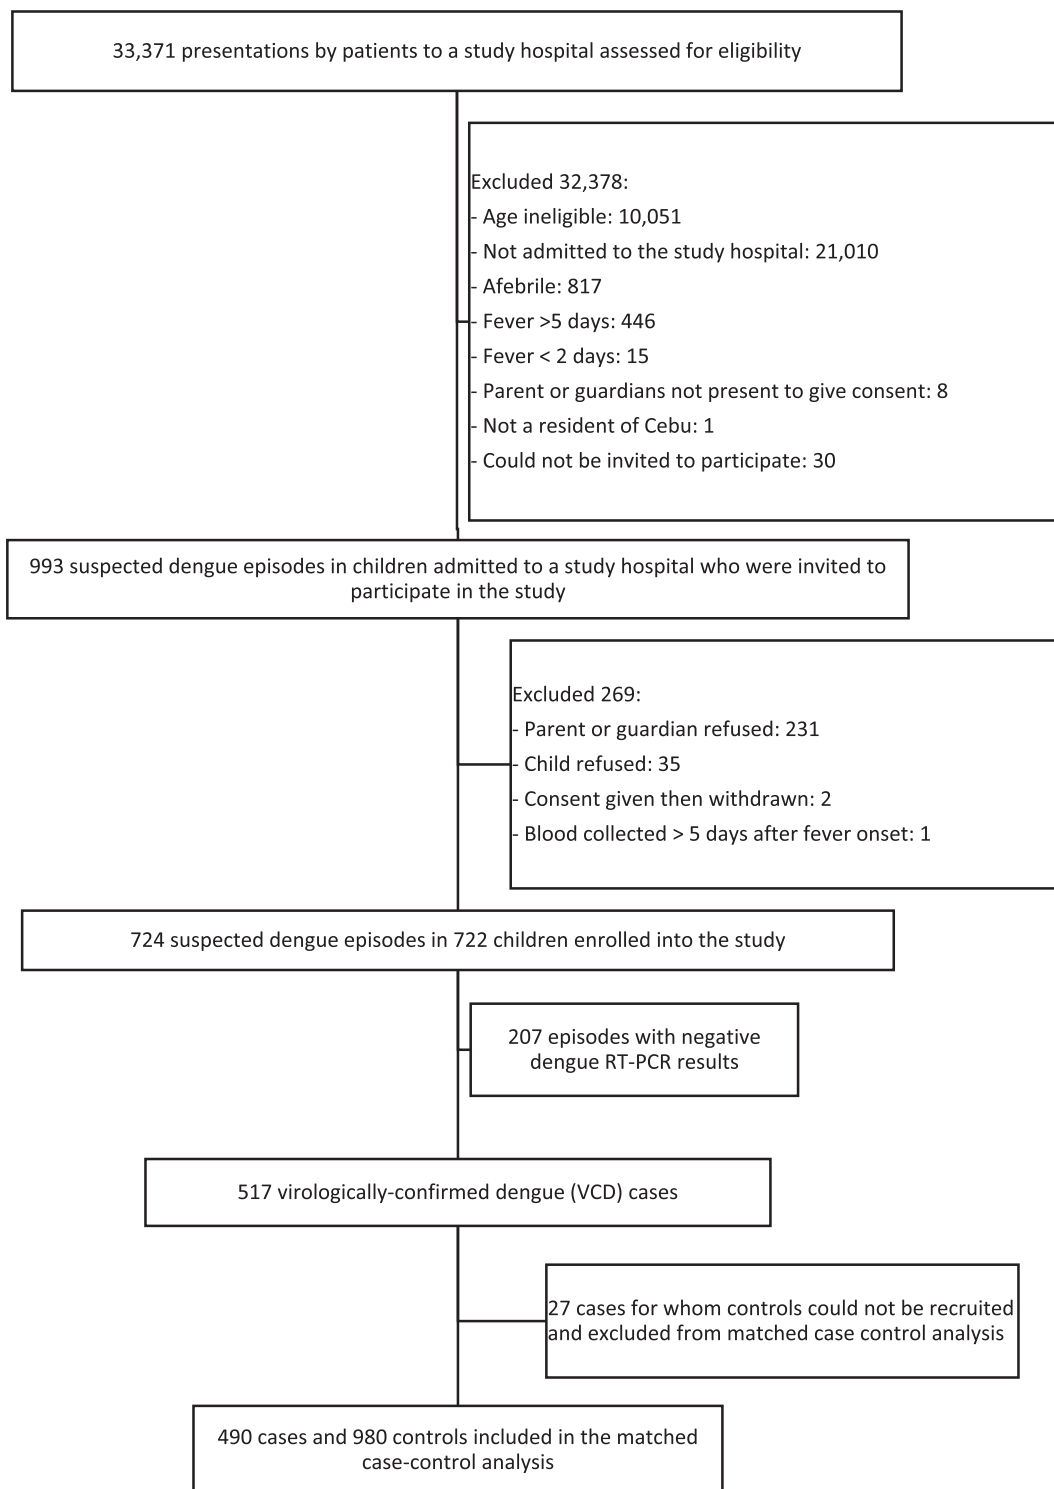 33,371 presentations by patients to a study hospital assessed for eligibility
Excluded 32,378:
- Age ineligible: 10,051
- Not admitted to the study hospital: 21,010
- Afebrile: 817
- Fever >5 days: 446
- Fever < 2 days: 15
- Parent or guardians not present to give consent: 8
- Not a resident of Cebu: 1
- Could not be invited to participate: 30
993 suspected dengue episodes in children admitted to a study hospital who were invited to
participate in the study
Excluded 269:
- Parent or guardian refused: 231
- Child refused: 35
- Consent given then withdrawn: 2
- Blood collected > 5 days after fever onset: 1
724 suspected dengue episodes in 722 children enrolled into the study
207 episodes with negative
dengue RT-PCR results
517 virologically-confirmed dengue (VCD) cases
27 cases for whom controls could not be recruited
and excluded from matched case control analysis
490 cases and 980 controls included in the matched
case-control analysis